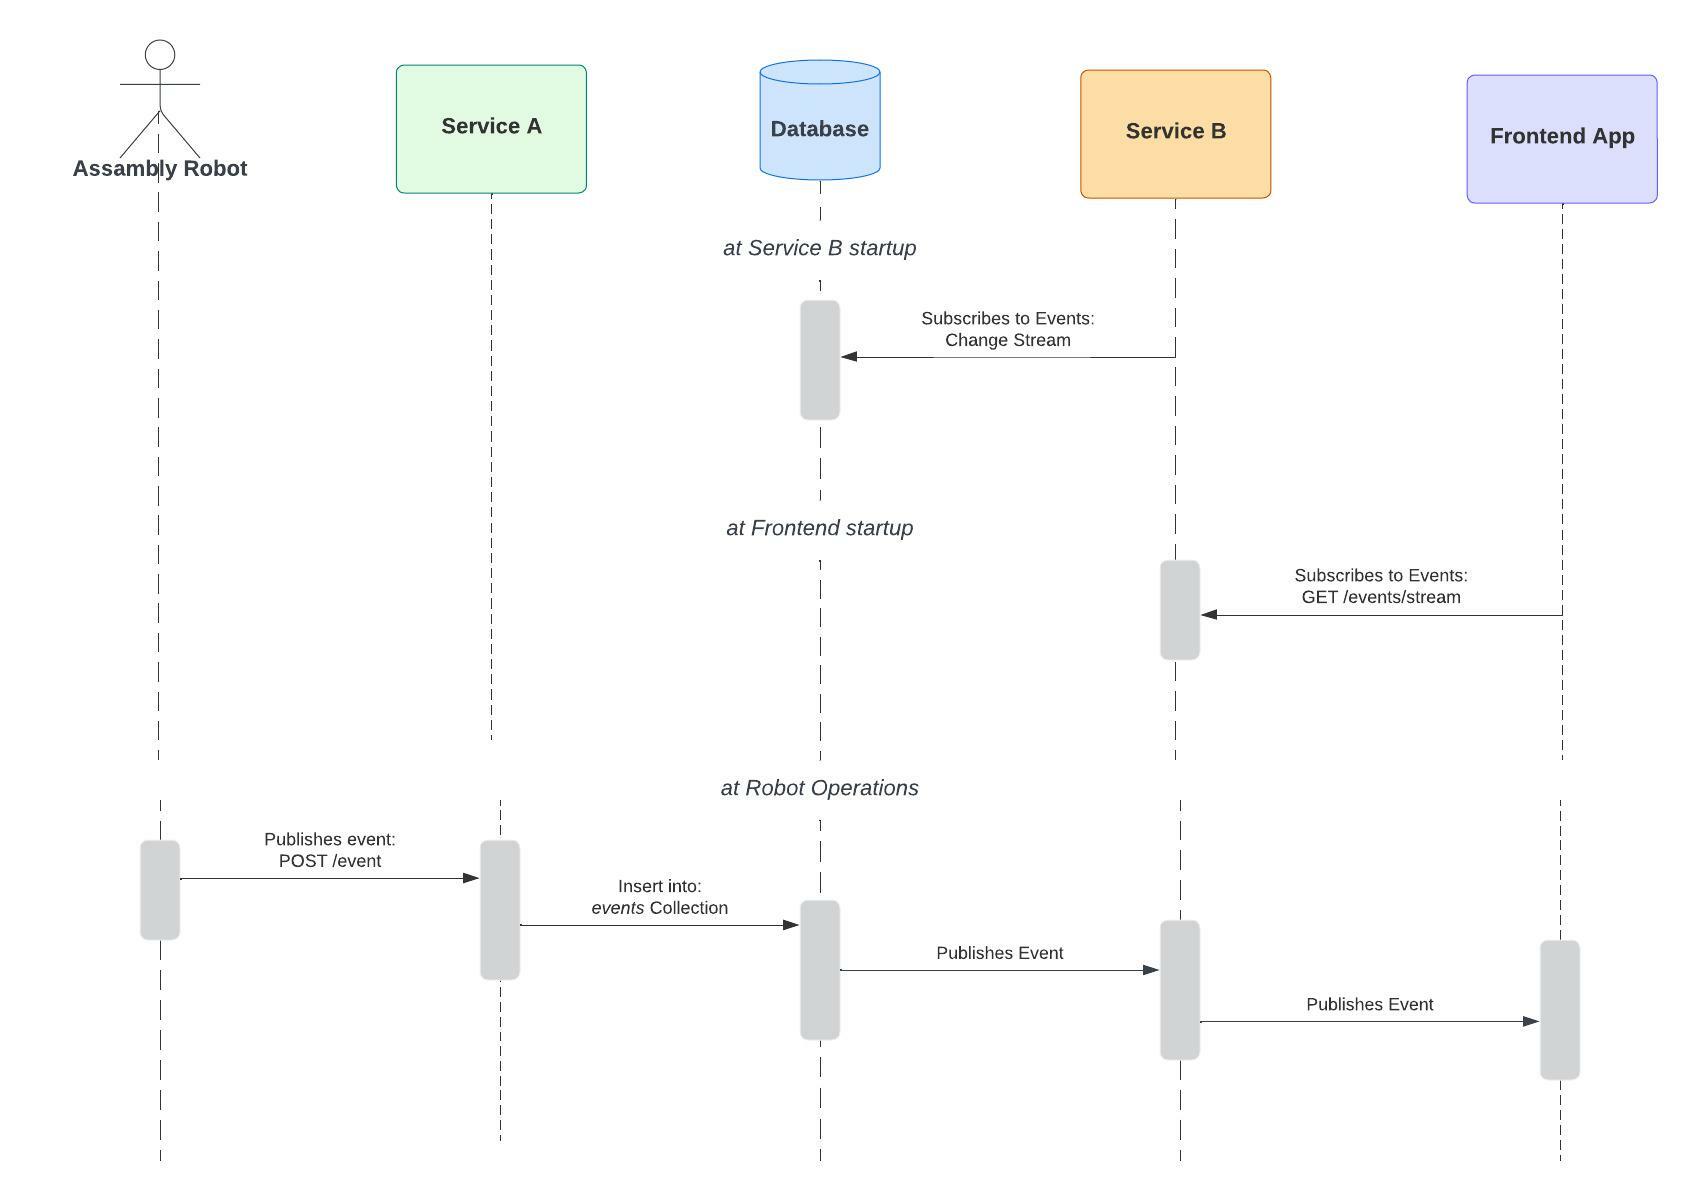 Assambly Robot
Service A
Database
Service B
Frontend App
at Service B startup
Subscribes to Events:
Change Stream
at Frontend startup
Subscribes to Events:
GET /events/stream
at Robot Operations
Publishes event:
POST /event
Insert into:
events Collection
Publishes Event
Publishes Event